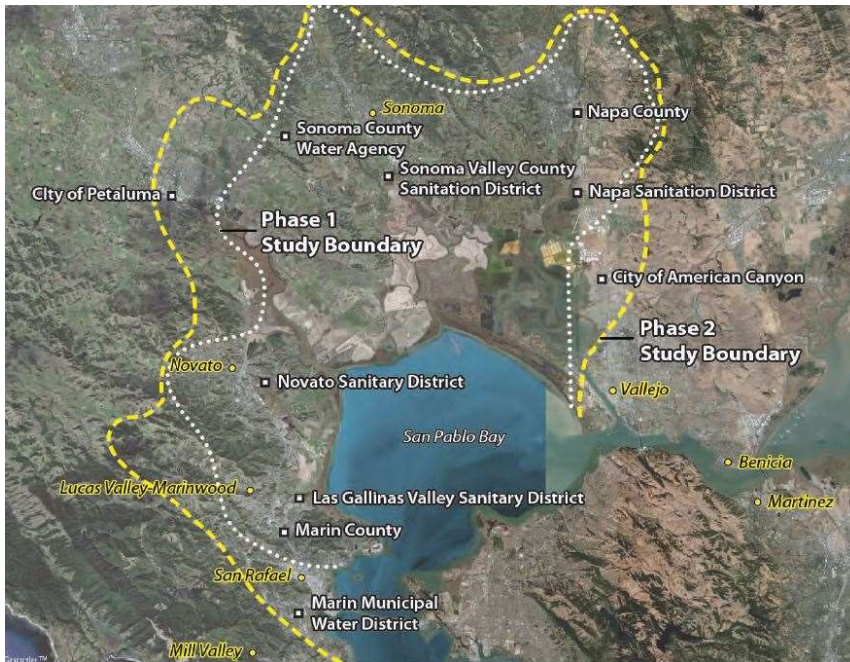 Sonoma
Napa County
Sonoma County
Water Agency
Sonoma Valley County
Sanitation District
CIty of Petaluma
Napa Sanitation District
Phase 1
Study Boundary
City of American Canyon
Phase 2
Study Boundary
Novato
Novato Sanitary District
Vallejo
San Pablo Bay
Benicia
Lucas Valley-Marinwood
Las Gallinas Valley Sanitary District
Martinez
Marin County
San Rafael
Marin Municipal
Water District
Mill Valley